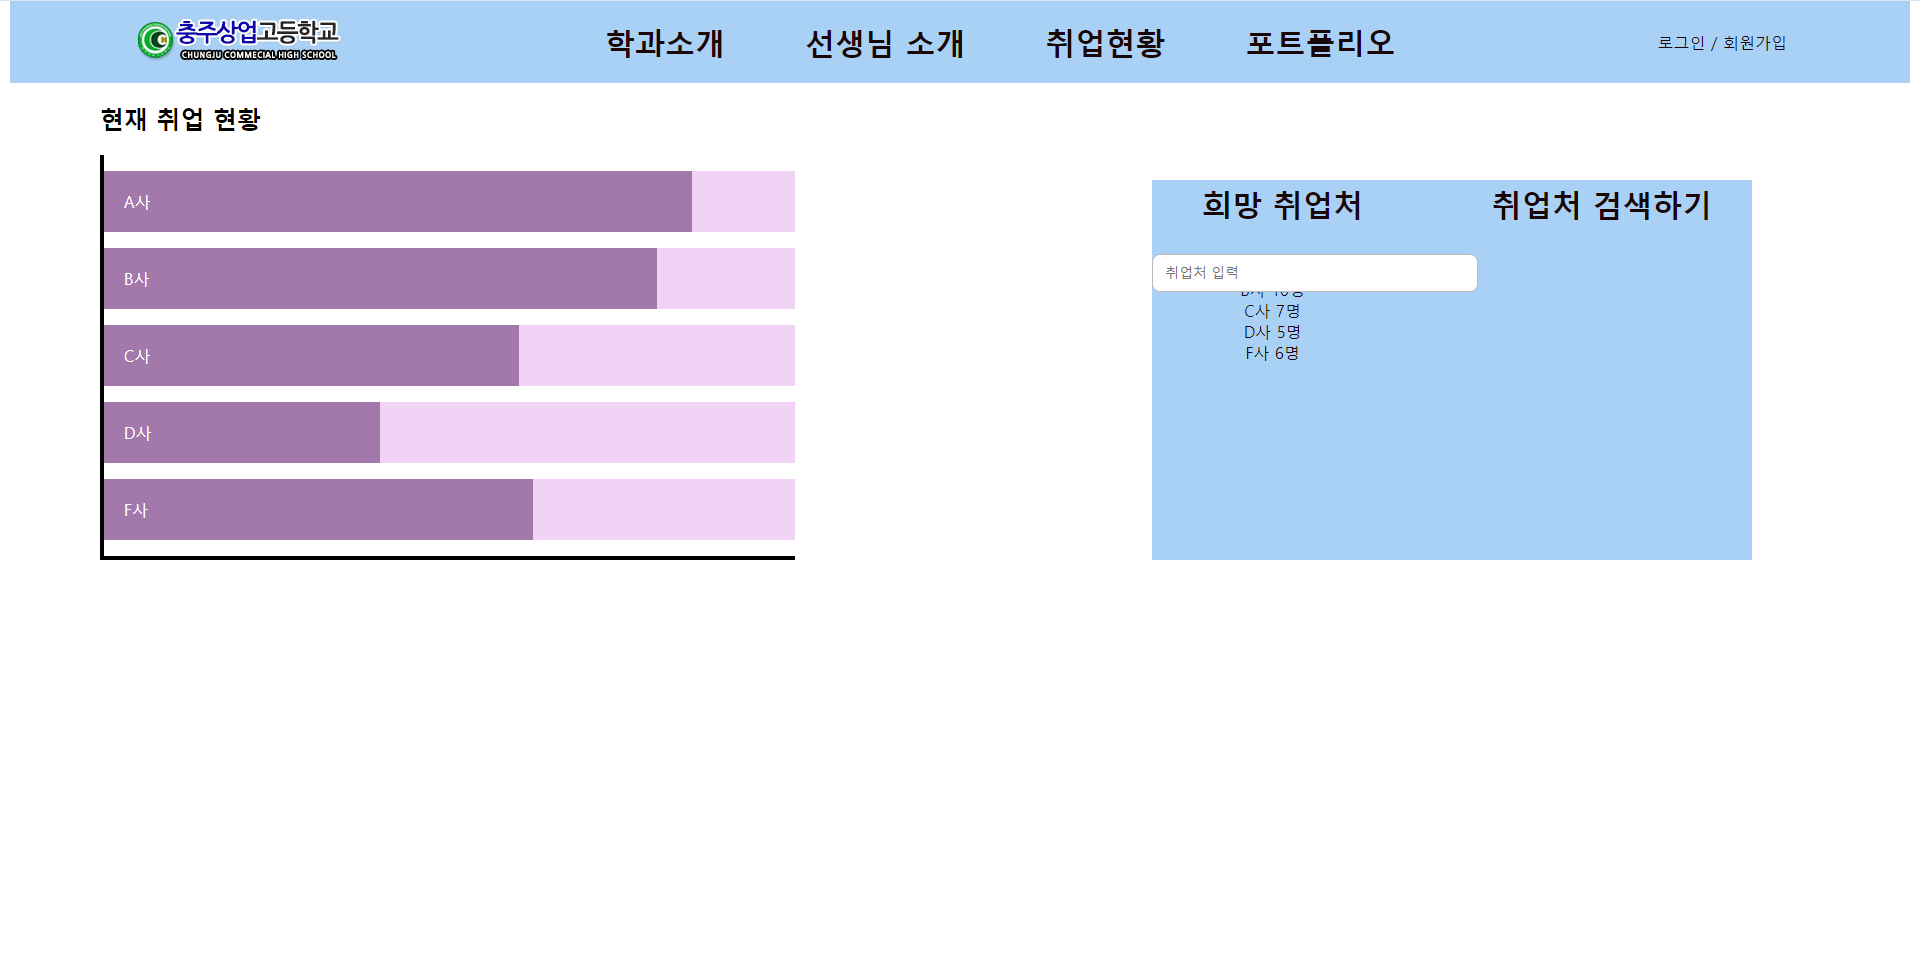 충주상업고등학교
CHUNGJU COMMECIAL HIGH SCHOOL
학과소개 선생님 소개 취업현황 포트폴리오 로그인 / 회원가입
현재 취업 현황
A사
B사
C사
D사
F사
희망 취업처 취업처 검색하기
취업처 입력
C사 7명
D사 5명
F사 6명